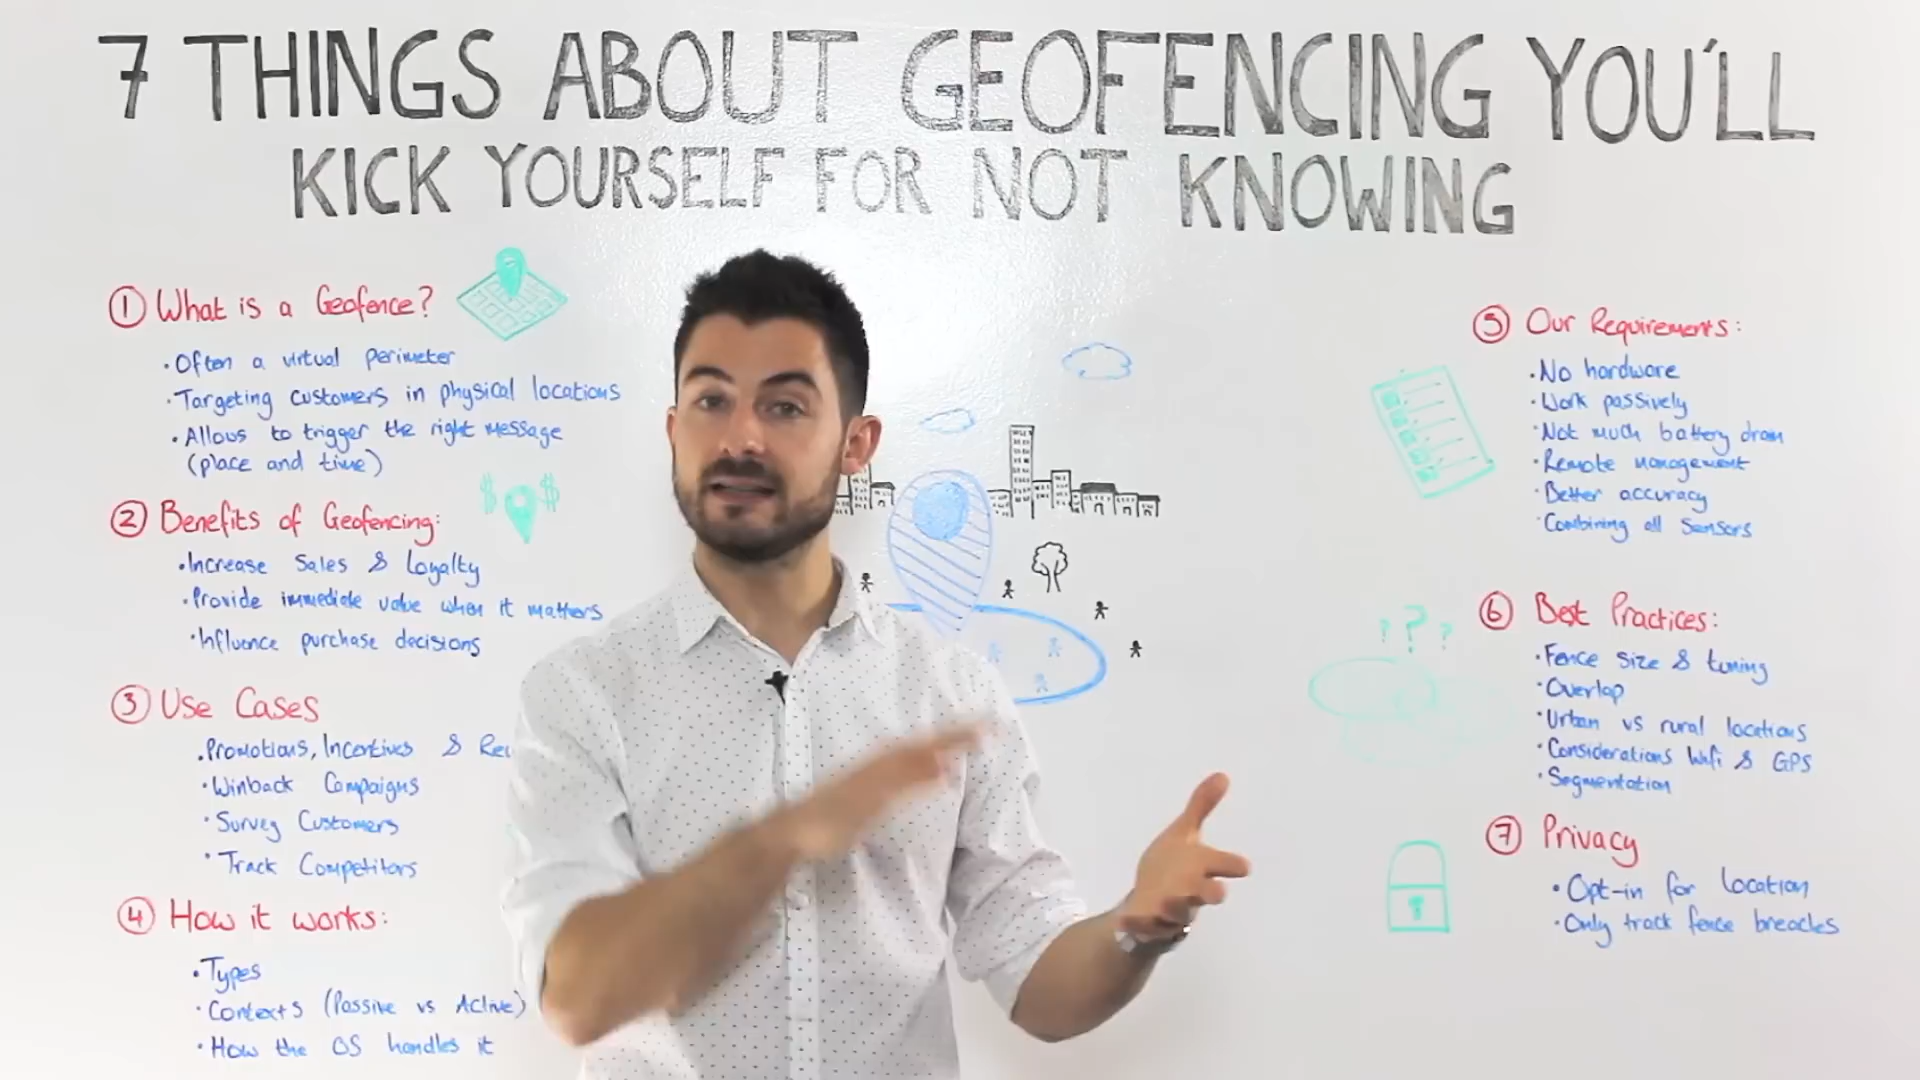 7 THINGS ABOUT GEOFENCING YOU'LL
KICK YOURSELF FOR NOT KNOWING
① What is a Geofence?
• Often a virtual perimeter
• Targeting customers in physical locations
• Allows to trigger the right message
(place and time)
② Benefits of Geofencing:
$ $
• Increase Sales & Loyalty
• Provide immediate value when it matters
• Influence purchase decisions
③ Use Cases
• Promotions, Incentives &
• Winback Campaigns
• Survey Customers
• Track Competitors
④ How it works:
• Types
• Contexts (Passive vs Active)
• How the OS handles it
⑤ Our Requirements:
• No hardware
• Work passively
• Not much battery drain
• Remote management
• Better accuracy
• Combining all Sensors
⑥ Best Practices:
? ? ?
• Fence size & tuning
• Overlap
• Urban vs rural locations
• Considerations Wifi & GPS
• Segmentation
⑦ Privacy
• Opt-in for location
• Only track fence breaches